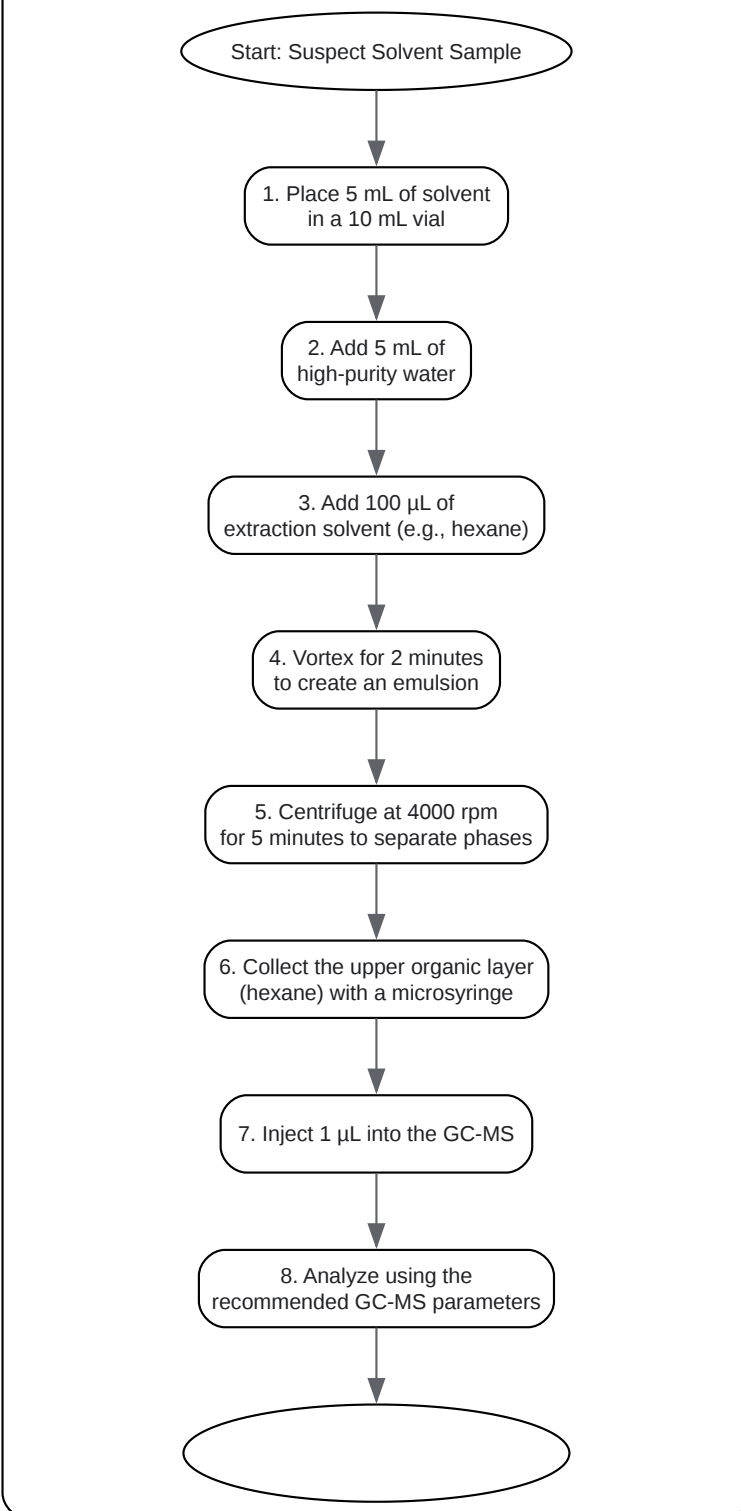 Start: Suspect Solvent Sample
1. Place 5 mL of solvent
in a 10 mL vial
2. Add 5 mL of
high-purity water
3. Add 100 µL of
extraction solvent (e.g., hexane)
4. Vortex for 2 minutes
to create an emulsion
5. Centrifuge at 4000 rpm
for 5 minutes to separate phases
6. Collect the upper organic layer
(hexane) with a microsyringe
7. Inject 1 µL into the GC-MS
8. Analyze using the
recommended GC-MS parameters